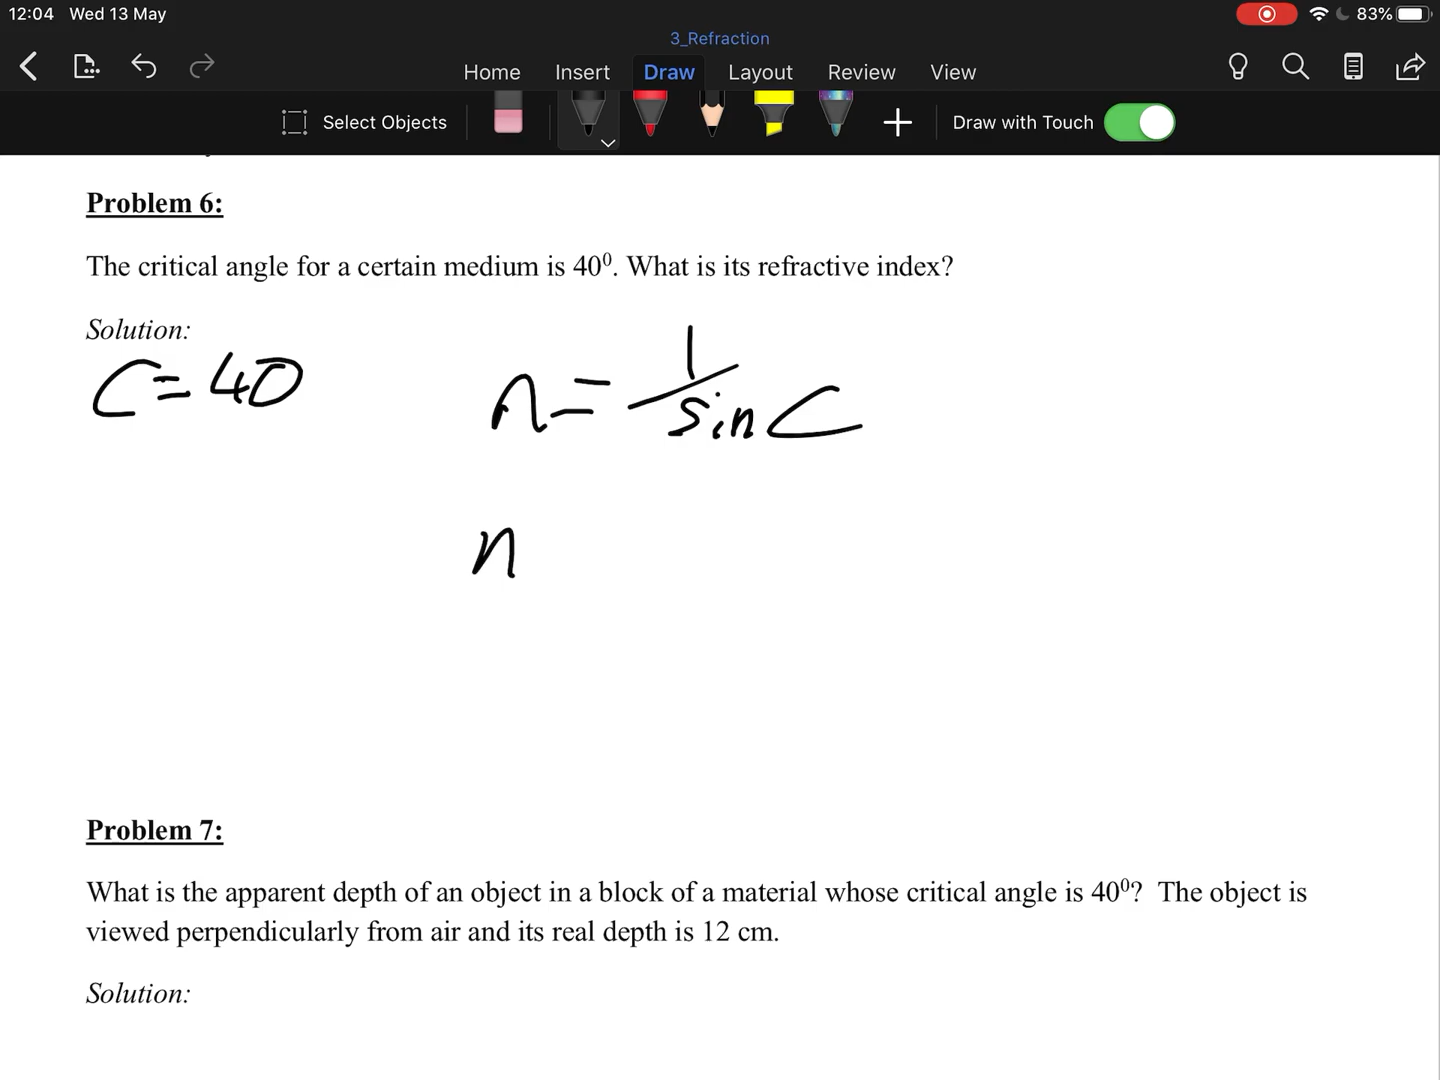 12:04 Wed 13 May 83%
3_Refraction
Home Insert Draw Layout Review View
Select Objects Draw with Touch
Problem 6:
The critical angle for a certain medium is 40⁰. What is its refractive index?
Solution:
C = 40 n = 1/sin C
n
Problem 7:
What is the apparent depth of an object in a block of a material whose critical angle is 40⁰? The object is
viewed perpendicularly from air and its real depth is 12 cm.
Solution: